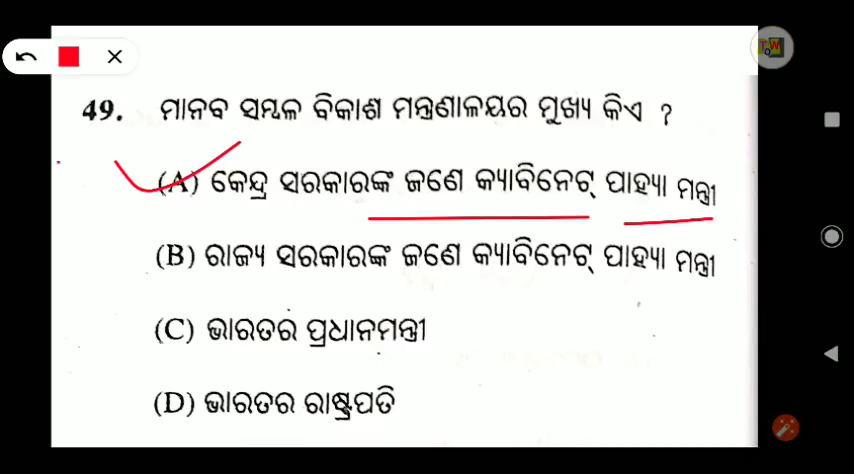 49. ମାନବ ସମ୍ବଳ ବିକାଶ ମନ୍ତ୍ରଣାଳୟର ମୁଖ୍ୟ କିଏ ?
(A) କେନ୍ଦ୍ର ସରକାରଙ୍କ ଜଣେ କ୍ୟାବିନେଟ୍ ପାହ୍ୟା ମନ୍ତ୍ରୀ
(B) ରାଜ୍ୟ ସରକାରଙ୍କ ଜଣେ କ୍ୟାବିନେଟ୍ ପାହ୍ୟା ମନ୍ତ୍ରୀ
(C) ଭାରତର ପ୍ରଧାନମନ୍ତ୍ରୀ
(D) ଭାରତର ରାଷ୍ଟ୍ରପତି